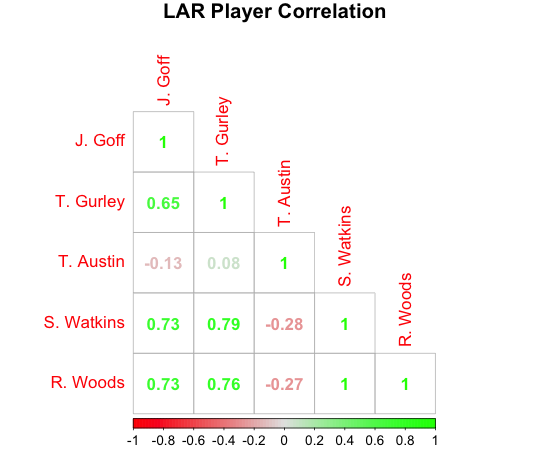 LAR Player Correlation
J. Goff
T. Gurley
T. Austin
S. Watkins
R. Woods
J. Goff 1
T. Gurley 0.65 1
T. Austin -0.13 0.08 1
S. Watkins 0.73 0.79 -0.28 1
R. Woods 0.73 0.76 -0.27 1 1
-1 -0.8 -0.6 -0.4 -0.2 0 0.2 0.4 0.6 0.8 1